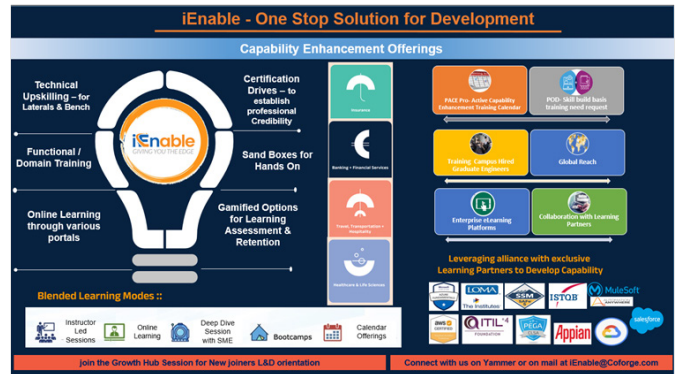 iEnable - One Stop Solution for Development
Capability Enhancement Offerings
Technical
Upskilling – for
Laterals & Bench
Functional /
Domain Training
Online Learning
through various
portals
iEnable
GIVING YOU THE EDGE
Certification
Drives – to
establish
professional
Credibility
Sand Boxes for
Hands On
Gamified Options
for Learning
Assessment &
Retention
Insurance
Banking + Financial Services
Travel, Transportation +
Hospitality
Healthcare & Life Sciences
PACE Pro- Active Capability
Enhancement Training Calendar
POD- Skill build basis
training need request
Training Campus Hired
Graduate Engineers
Global Reach
Enterprise eLearning
Platforms
Collaboration with Learning
Partners
Leveraging alliance with exclusive
Learning Partners to Develop Capability
LOMA
The Institutes
SSM
ISTQB
MuleSoft
ANYWHERE
aws
CERTIFIED
ITIL 4
FOUNDATION
PEGA
Appian
salesforce
Blended Learning Modes ::
Instructor
Led
Sessions
Online
Learning
Deep Dive
Session
with SME
Bootcamps
Calendar
Offerings
join the Growth Hub Session for New joiners L&D orientation
Connect with us on Yammer or on mail at iEnable@Coforge.com